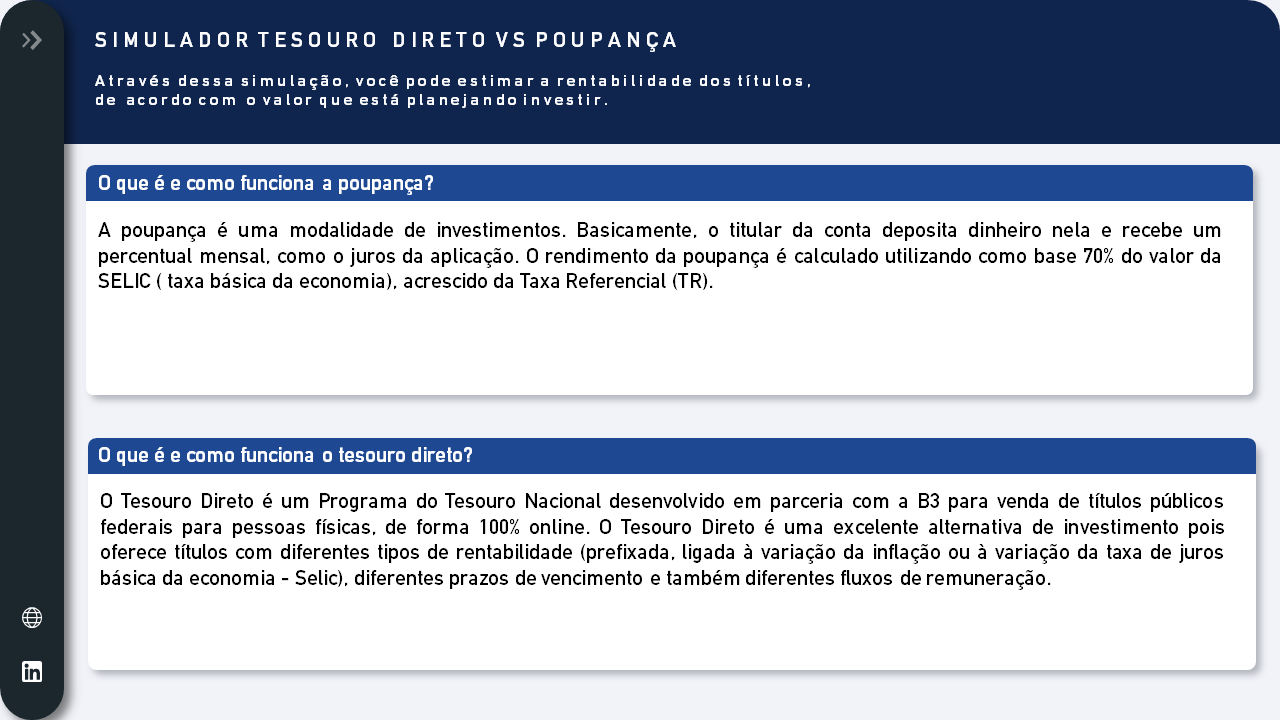 SIMULADOR TESOURO DIRETO VS POUPANÇA
Através dessa simulação, você pode estimar a rentabilidade dos títulos,
de acordo com o valor que está planejando investir.
O que é e como funciona a poupança?
A poupança é uma modalidade de investimentos. Basicamente, o titular da conta deposita dinheiro nela e recebe um
percentual mensal, como o juros da aplicação. O rendimento da poupança é calculado utilizando como base 70% do valor da
SELIC ( taxa básica da economia), acrescido da Taxa Referencial (TR).
O que é e como funciona o tesouro direto?
O Tesouro Direto é um Programa do Tesouro Nacional desenvolvido em parceria com a B3 para venda de títulos públicos
federais para pessoas físicas, de forma 100% online. O Tesouro Direto é uma excelente alternativa de investimento pois
oferece títulos com diferentes tipos de rentabilidade (prefixada, ligada à variação da inflação ou à variação da taxa de juros
básica da economia - Selic), diferentes prazos de vencimento e também diferentes fluxos de remuneração.
in